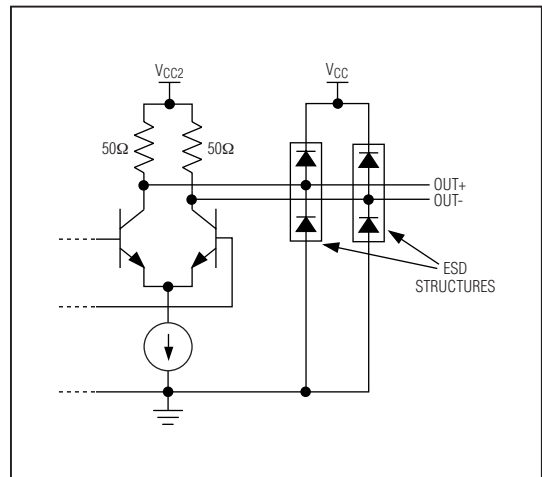 VCC2
VCC
50Ω
50Ω
OUT+
OUT-
ESD
STRUCTURES